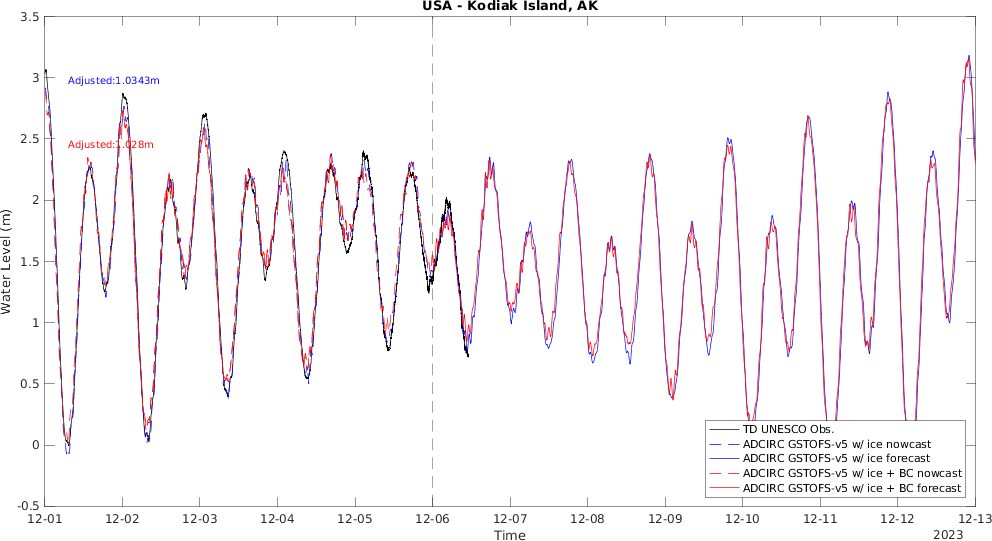 USA - Kodiak Island, AK
3.5
3
2.5
2
1.5
1
0.5
0
-0.5
Water Level (m)
Adjusted:1.0343m
Adjusted:1.028m
TD UNESCO Obs.
ADCIRC GSTOFS-v5 w/ ice nowcast
ADCIRC GSTOFS-v5 w/ ice forecast
ADCIRC GSTOFS-v5 w/ ice + BC nowcast
ADCIRC GSTOFS-v5 w/ ice + BC forecast
12-01 12-02 12-03 12-04 12-05 12-06 12-07 12-08 12-09 12-10 12-11 12-12 12-13
Time
2023